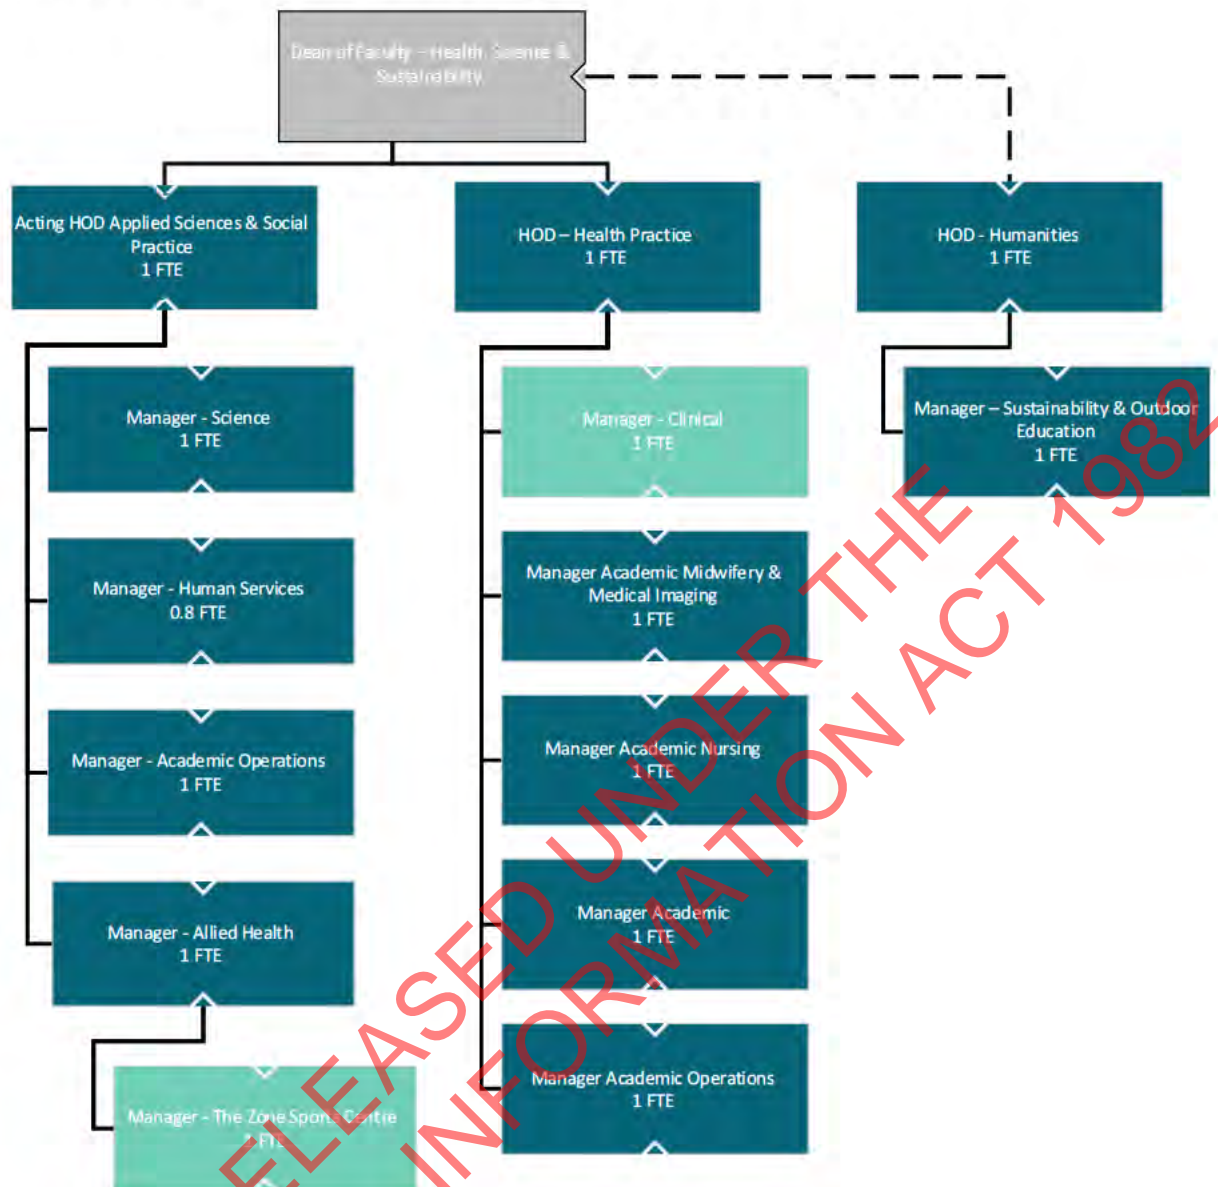 Dean of Faculty – Health, Science &
Sustainability
Acting HOD Applied Sciences & Social
Practice
1 FTE
HOD – Health Practice
1 FTE
HOD - Humanities
1 FTE
Manager - Science
1 FTE
Manager - Human Services
0.8 FTE
Manager - Academic Operations
1 FTE
Manager - Allied Health
1 FTE
Manager - The Zone Sports Centre
1 FTE
Manager - Clinical
1 FTE
Manager Academic Midwifery &
Medical Imaging
1 FTE
Manager Academic Nursing
1 FTE
Manager Academic
1 FTE
Manager Academic Operations
1 FTE
Manager – Sustainability & Outdoor
Education
1 FTE
ELEASED UNDER THE
INFORMATION ACT 1982